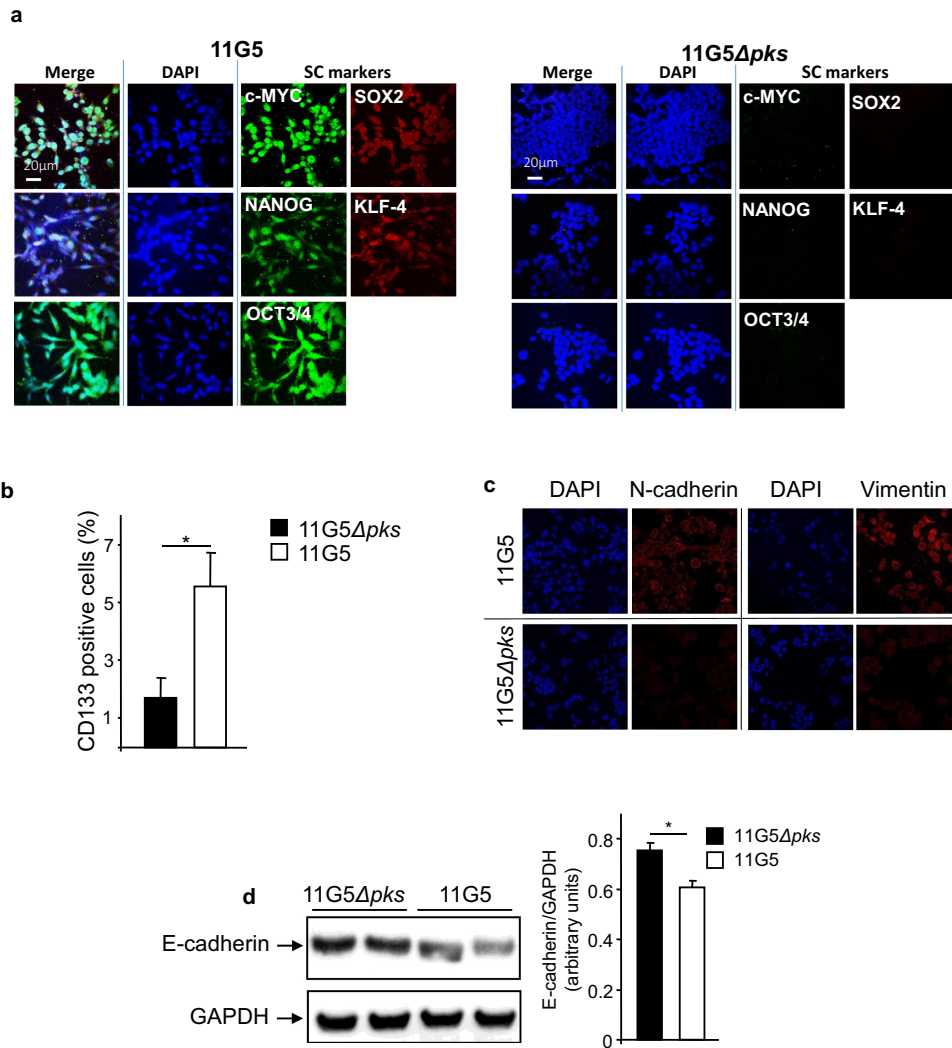 a
11G5
Merge DAPI SC markers
c-MYC SOX2
20μm
NANOG KLF-4
OCT3/4
11G5Δpks
Merge DAPI SC markers
c-MYC SOX2
20μm
NANOG KLF-4
OCT3/4
b
CD133 positive cells (%)
7
5
3
1
*
11G5Δpks
11G5
c
DAPI N-cadherin DAPI Vimentin
11G5
11G5Δpks
d
11G5Δpks 11G5
E-cadherin
GAPDH
E-cadherin/GAPDH
(arbitrary units)
0.8
0.6
0.4
0.2
0
*
11G5Δpks
11G5